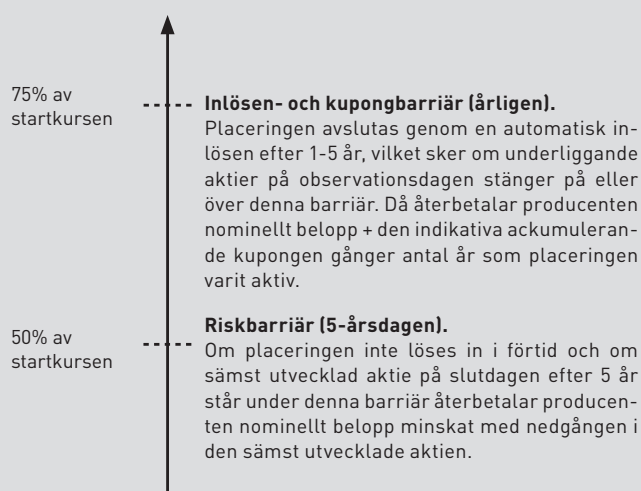 75% av
startkursen
Inlösen- och kupongbarriär (årligen).
Placeringen avslutas genom en automatisk in-
lösen efter 1-5 år, vilket sker om underliggande
aktier på observationsdagen stänger på eller
över denna barriär. Då återbetalar producenten
nominellt belopp + den indikativa ackumuleran-
de kupongen gånger antal år som placeringen
varit aktiv.
50% av
startkursen
Riskbarriär (5-årsdagen).
Om placeringen inte löses in i förtid och om
sämst utvecklad aktie på slutdagen efter 5 år
står under denna barriär återbetalar producen-
ten nominellt belopp minskat med nedgången i
den sämst utvecklade aktien.